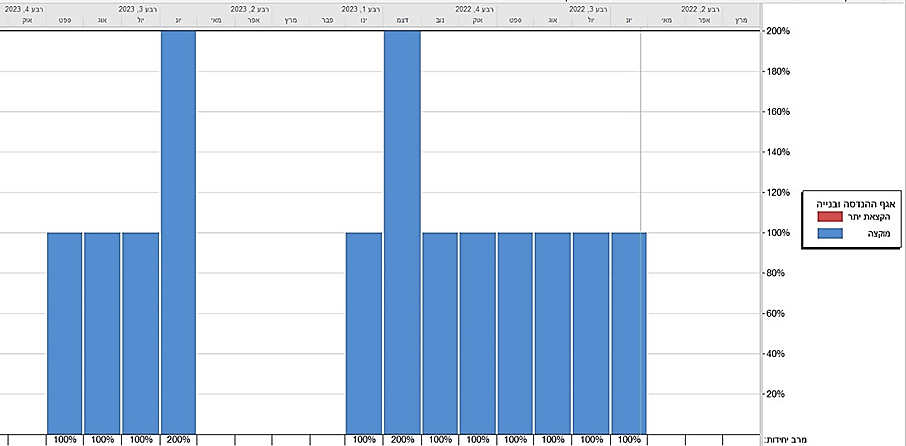 רבע 2, 2022 רבע 3, 2022 רבע 4, 2022 רבע 1, 2023 רבע 2, 2023 רבע 3, 2023 רבע 4, 2023
מרץ אפר מאי יונ יול אוג ספט אוק נוב דצמ ינו פבר מרץ אפר מאי יונ יול אוג ספט אוק
200%
180%
160%
140%
120%
100%
80%
60%
40%
20%
אגף ההנדסה ובנייה
הקצאת יתר
מוקצה
מרב יחידות: 100% 100% 100% 100% 100% 100% 200% 100% 200% 100% 100% 100%